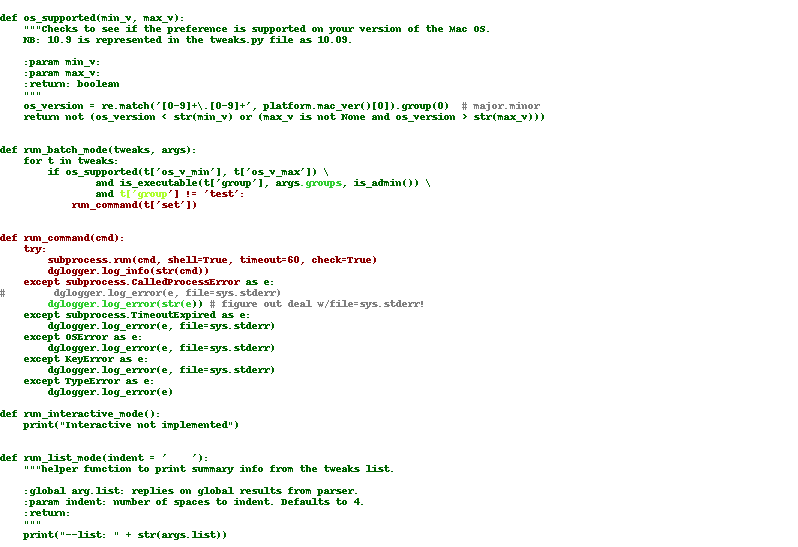 def os_supported(min_v, max_v):
    """Checks to see if the preference is supported on your version of the Mac OS.
    NB: 10.9 is represented in the tweaks.py file as 10.09.

    :param min_v:
    :param max_v:
    :return: boolean
    """
    os_version = re.match('[0-9]+\.[0-9]+', platform.mac_ver()[0]).group(0)  # major.minor
    return not (os_version < str(min_v) or (max_v is not None and os_version > str(max_v)))


def run_batch_mode(tweaks, args):
    for t in tweaks:
        if os_supported(t['os_v_min'], t['os_v_max']) \
                and is_executable(t['group'], args.groups, is_admin()) \
                and t['group'] != 'test':
            run_command(t['set'])


def run_command(cmd):
    try:
        subprocess.run(cmd, shell=True, timeout=60, check=True)
        dglogger.log_info(str(cmd))
    except subprocess.CalledProcessError as e:
#        dglogger.log_error(e, file=sys.stderr)
        dglogger.log_error(str(e)) # figure out deal w/file=sys.stderr!
    except subprocess.TimeoutExpired as e:
        dglogger.log_error(e, file=sys.stderr)
    except OSError as e:
        dglogger.log_error(e, file=sys.stderr)
    except KeyError as e:
        dglogger.log_error(e, file=sys.stderr)
    except TypeError as e:
        dglogger.log_error(e)

def run_interactive_mode():
    print("Interactive not implemented")


def run_list_mode(indent = '    '):
    """helper function to print summary info from the tweaks list.

    :global arg.list: replies on global results from parser.
    :param indent: number of spaces to indent. Defaults to 4.
    :return:
    """
    print("--list: " + str(args.list))